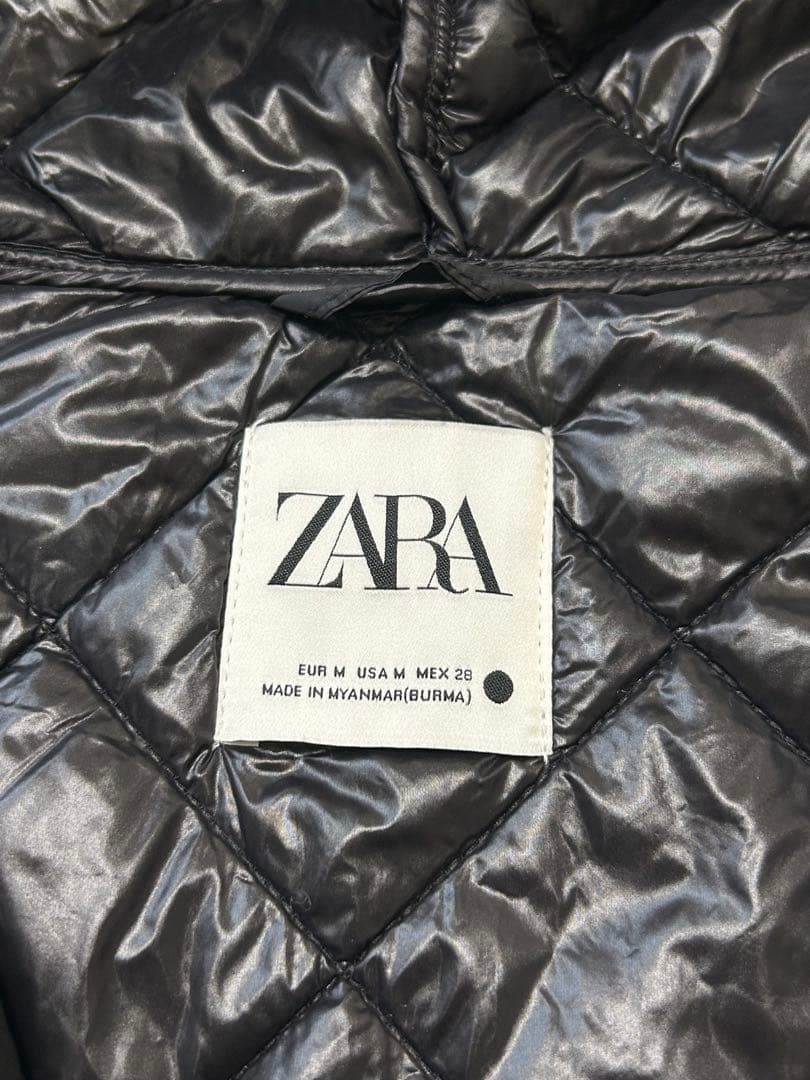 ZARA
EUR M USA M MEX 28
MADE IN MYANMAR(BURMA)